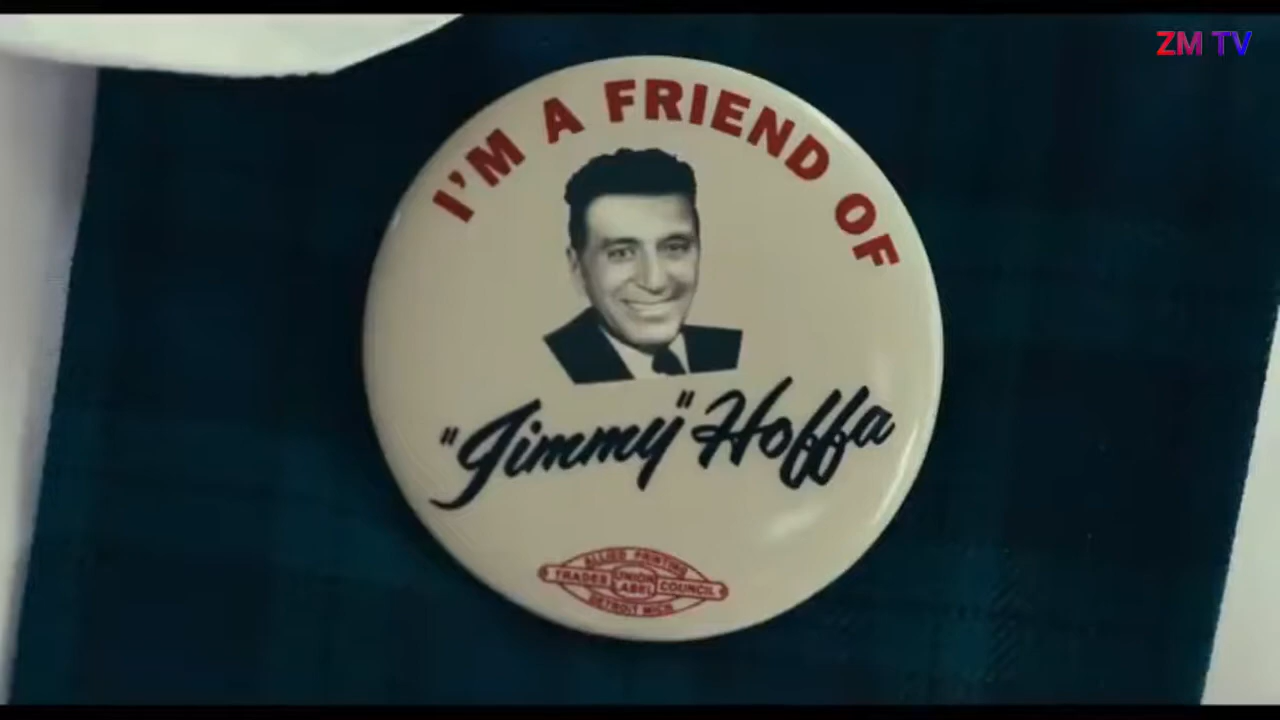 ZM TV
I'M A FRIEND OF
"Jimmy" Hoffa
ALLIED PRINTING
TRADES UNION LABEL COUNCIL
DETROIT MICH